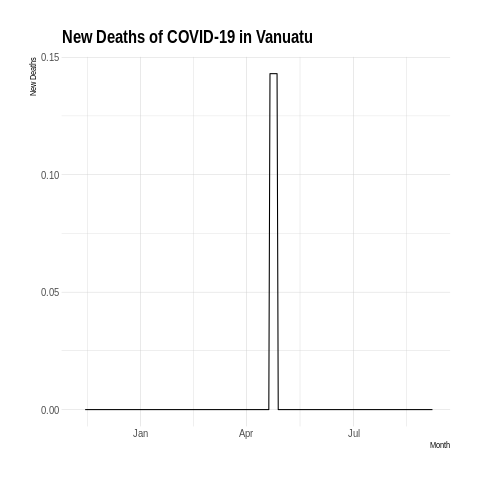 New Deaths of COVID-19 in Vanuatu
New Deaths
0.15
0.10
0.05
0.00
Jan Apr Jul
Month